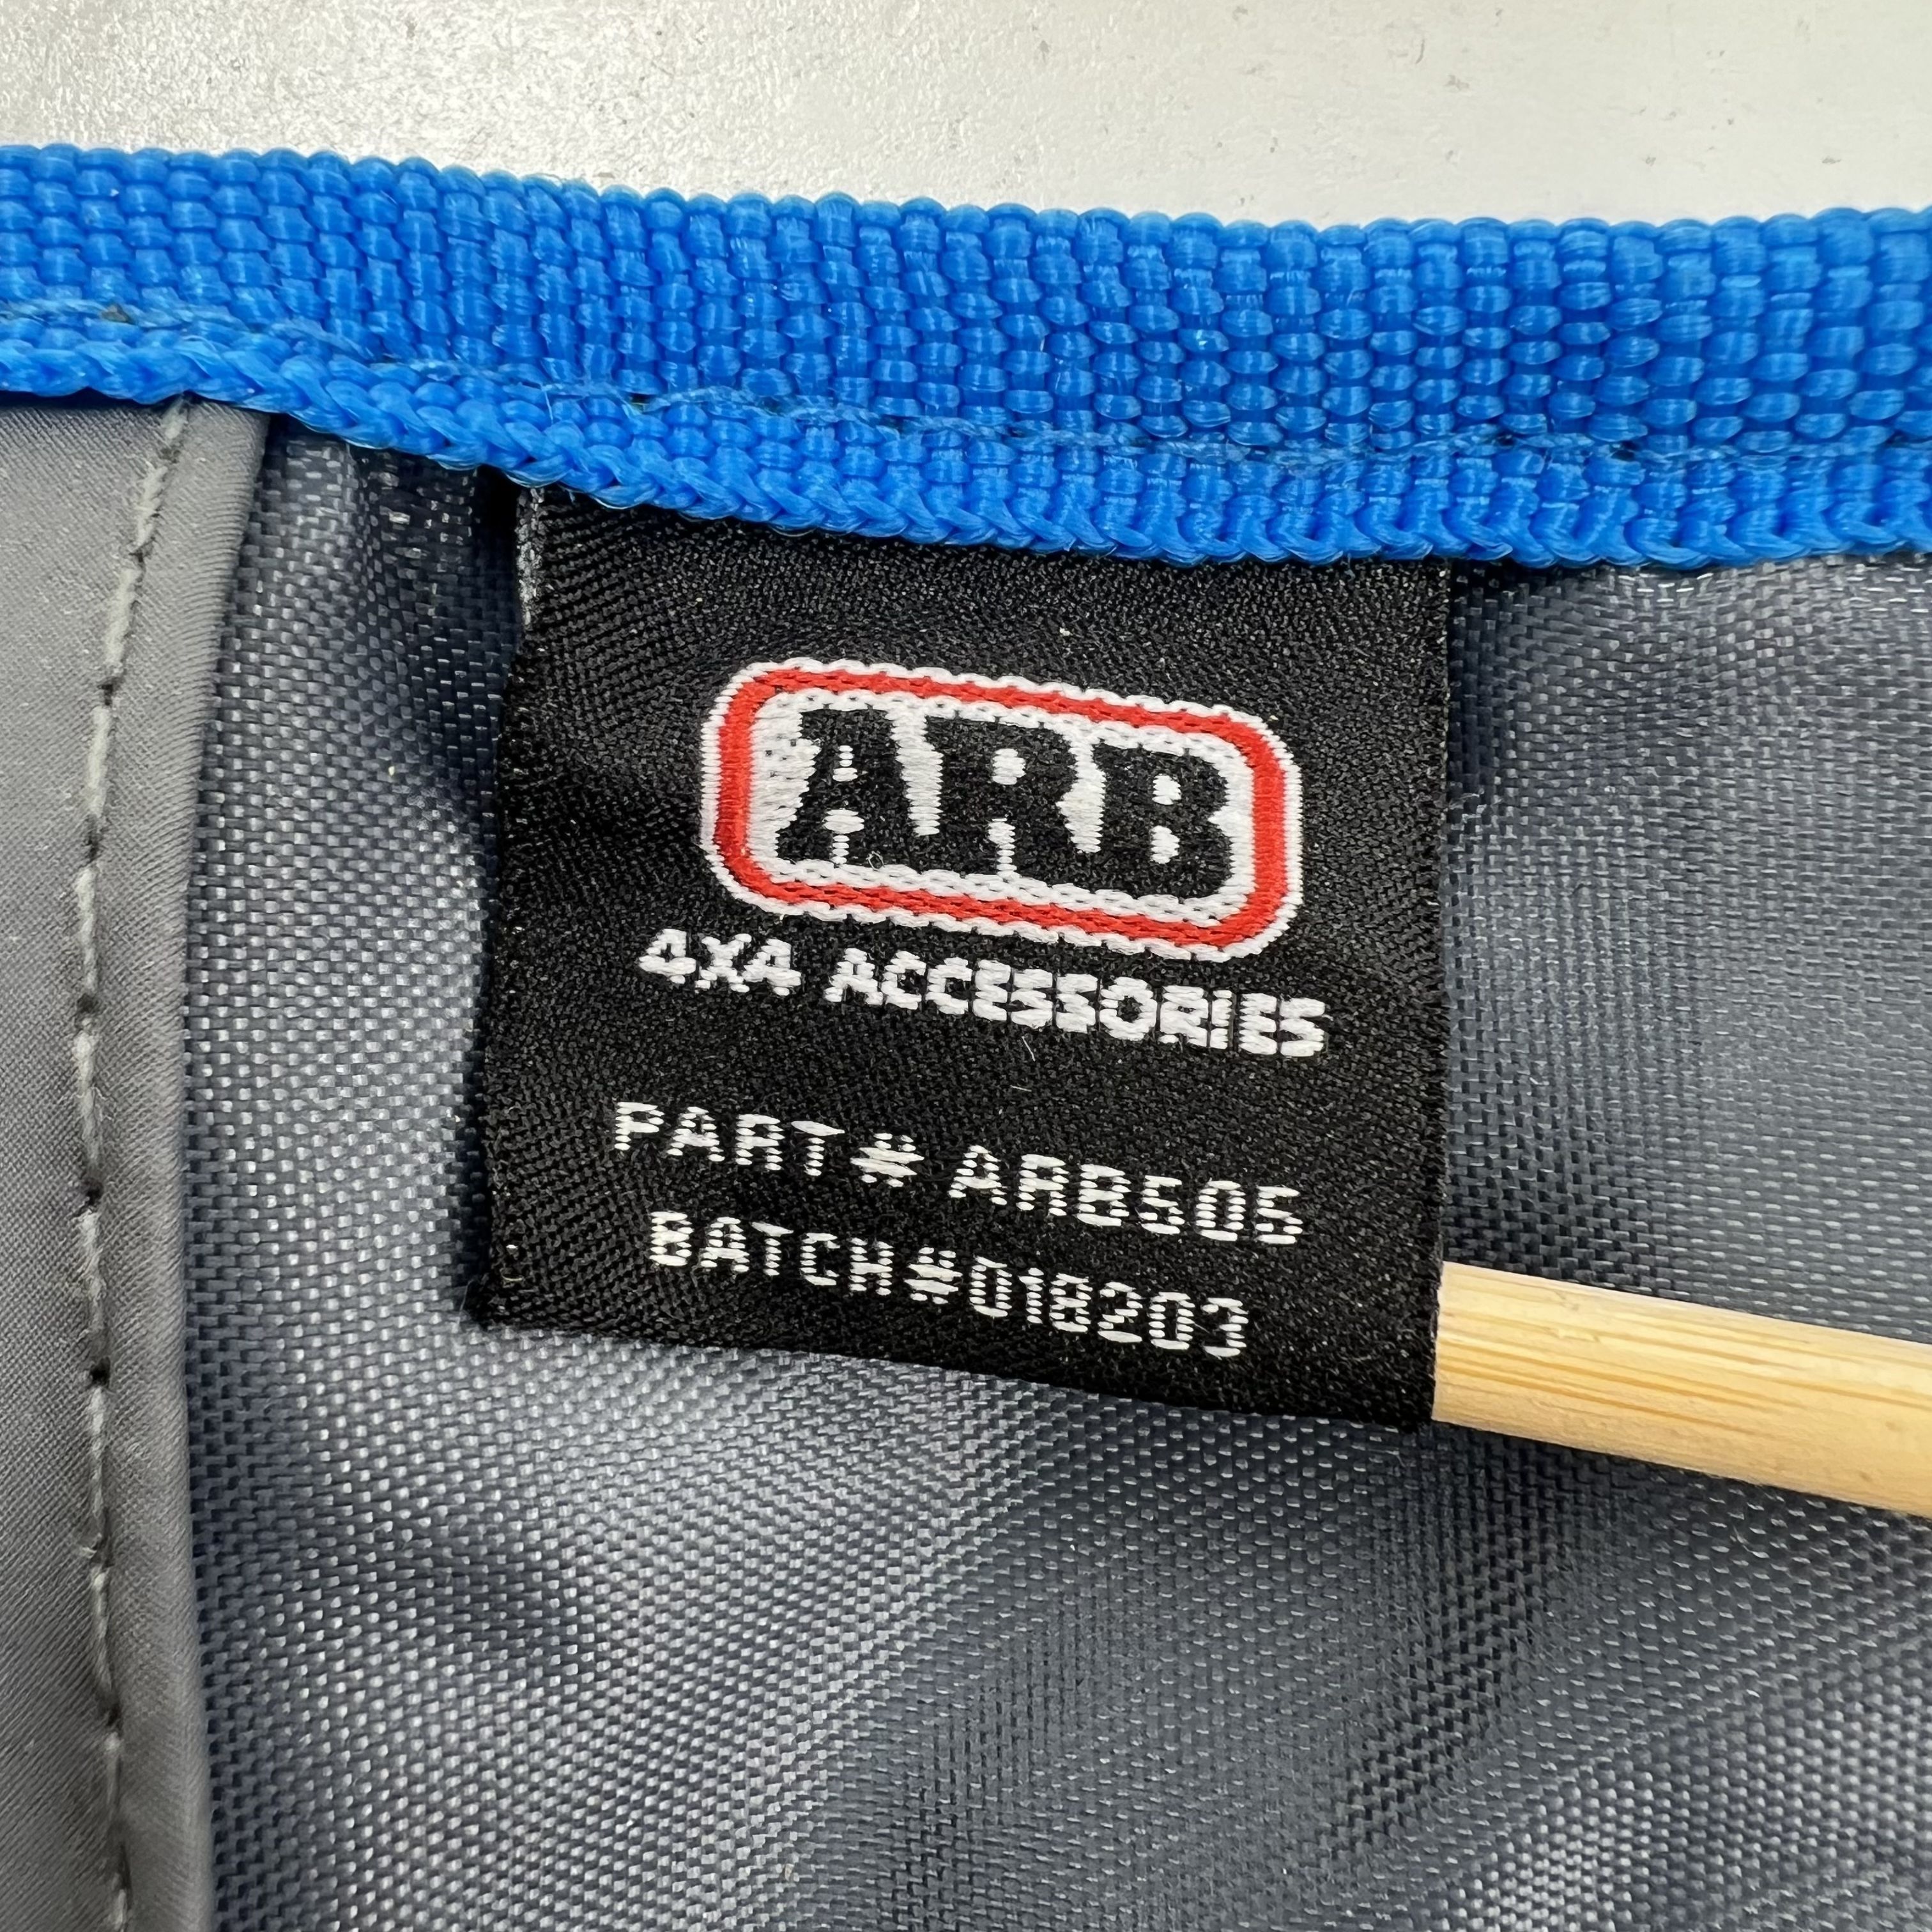 ARB
4X4 ACCESSORIES
PART# ARB505
BATCH#018203